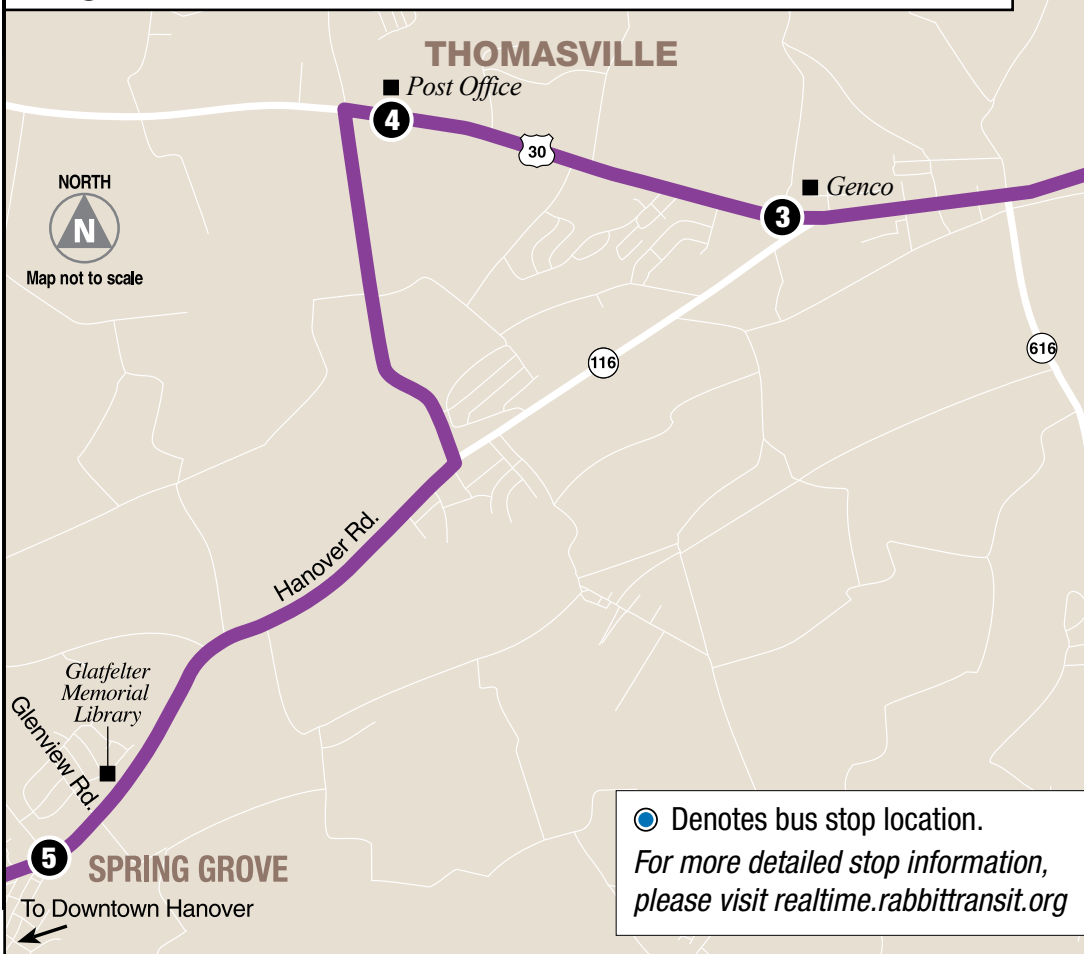 THOMASVILLE
Post Office
4
30
NORTH
N
Map not to scale
Genco
3
116
616
Hanover Rd.
Glatfelter
Memorial
Library
Glenview Rd.
5
SPRING GROVE
To Downtown Hanover
Denotes bus stop location.
For more detailed stop information,
please visit realtime.rabbittransit.org